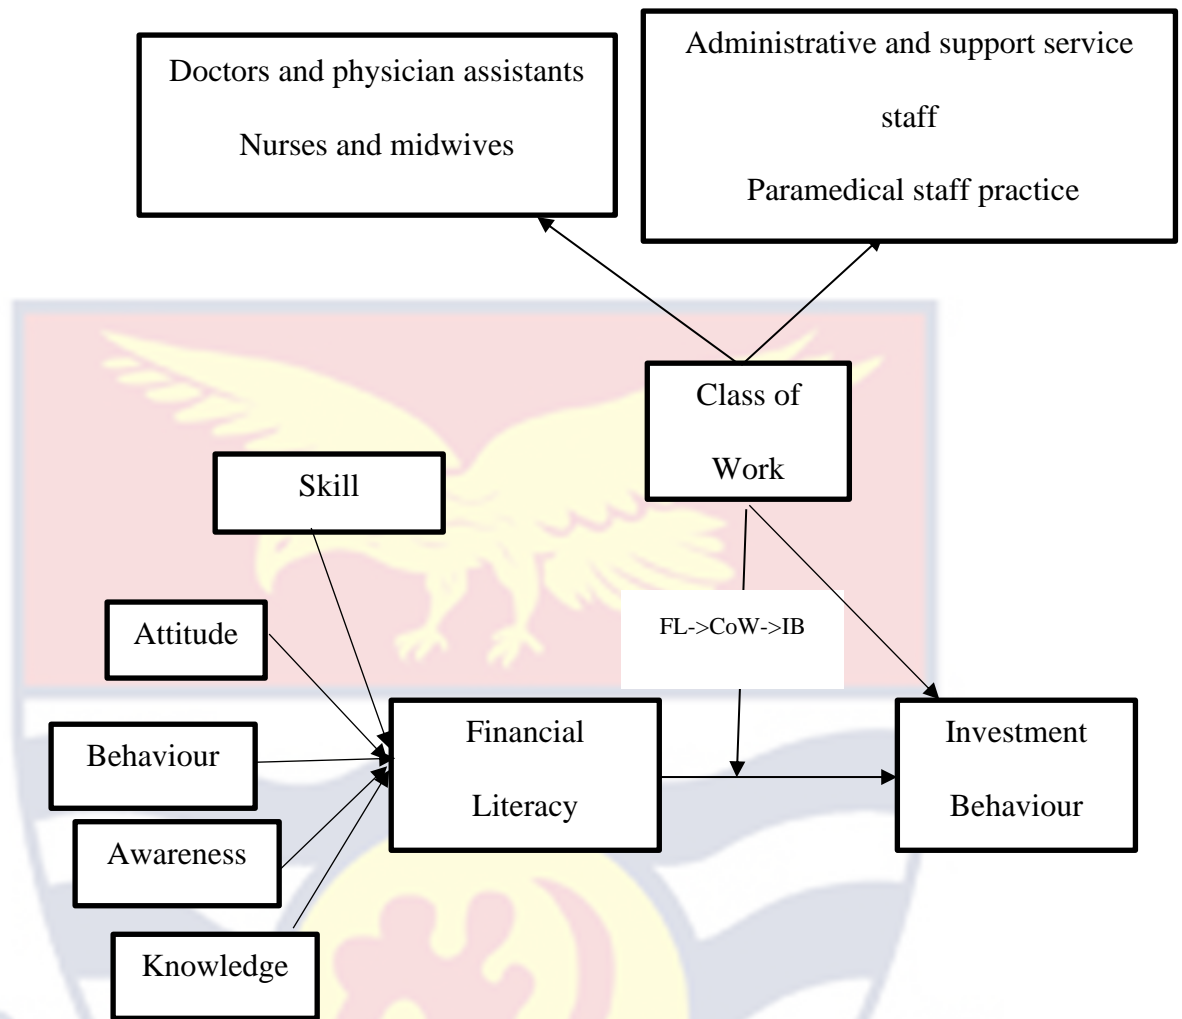 Doctors and physician assistants
Nurses and midwives
Administrative and support service
staff
Paramedical staff practice
Class of
Work
Skill
Attitude
FL->CoW->IB
Behaviour
Financial
Literacy
Investment
Behaviour
Awareness
Knowledge